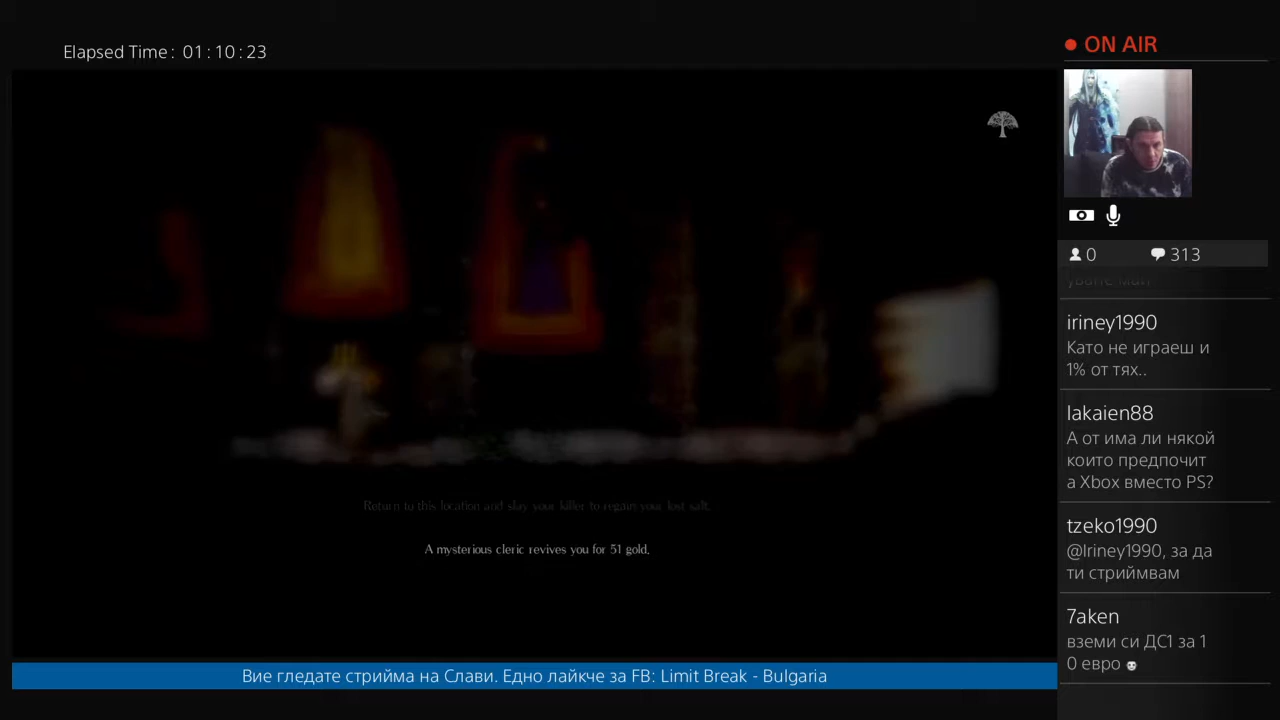 Elapsed Time: 01:10:23
ON AIR
0 313
уване май
iriney1990
Като не играеш и
1% от тях..
lakaien88
А от има ли някой
които предпочит
а Xbox вместо PS?
tzeko1990
@Iriney1990, за да
ти стриймвам
7aken
вземи си ДС1 за 1
0 евро
Return to this location and slay your killer to regain your lost salt.
A mysterious cleric revives you for 51 gold.
Вие гледате стрийма на Слави. Едно лайкче за FB: Limit Break - Bulgaria